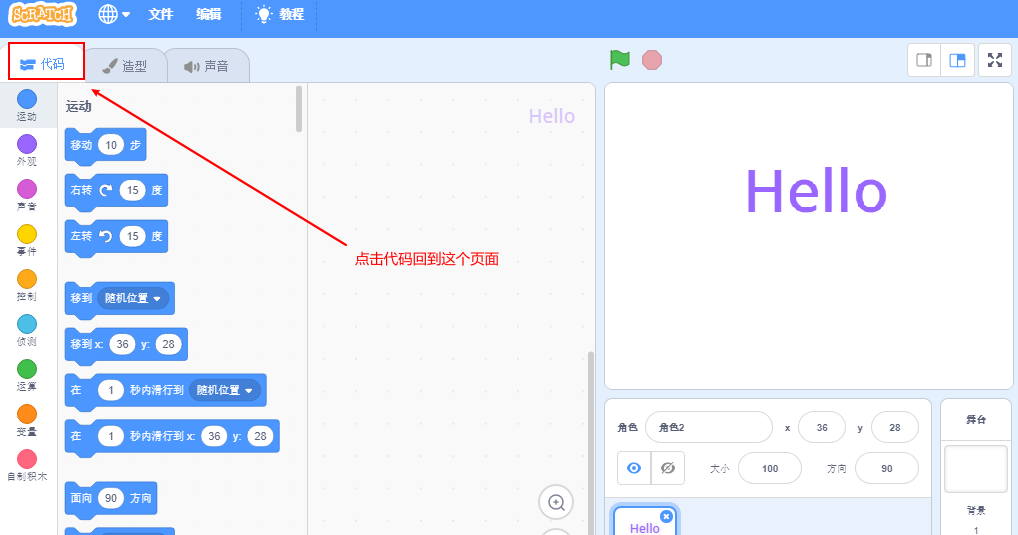 SCRATCH 文件 编辑 教程
代码 造型 声音
运动
外观
声音
事件
控制
侦测
运算
变量
自制积木
运动
移动 10 步
右转 15 度
左转 15 度
移到 随机位置
移到 x: 36 y: 28
在 1 秒内滑行到 随机位置
在 1 秒内滑行到 x: 36 y: 28
面向 90 方向
Hello
点击代码回到这个页面
Hello
角色 角色2 x 36 y 28
大小 100 方向 90
Hello
舞台
背景
1